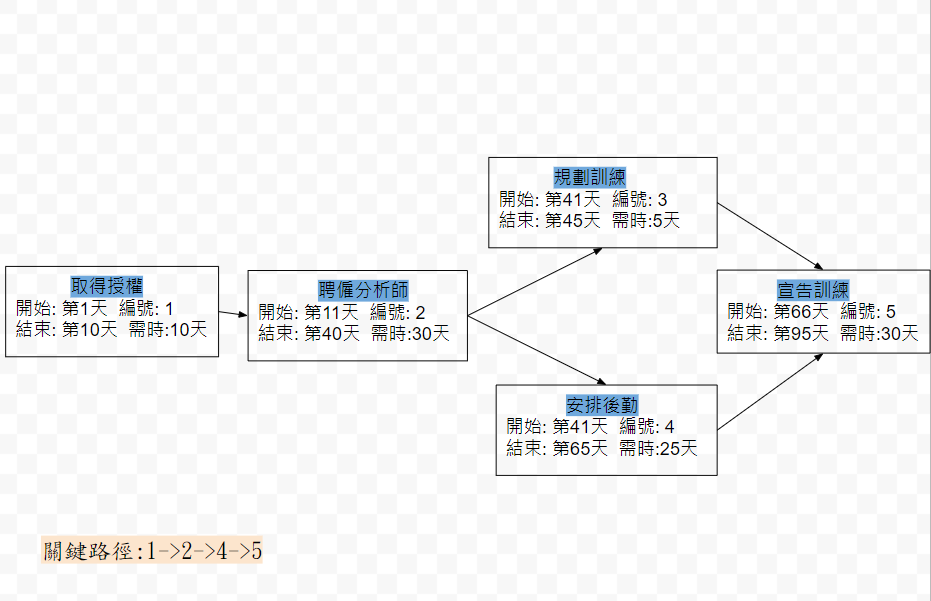 規劃訓練
開始: 第41天 編號: 3
結束: 第45天 需時:5天
取得授權
開始: 第1天 編號: 1
結束: 第10天 需時:10天
聘僱分析師
開始: 第11天 編號: 2
結束: 第40天 需時:30天
宣告訓練
開始: 第66天 編號: 5
結束: 第95天 需時:30天
安排後勤
開始: 第41天 編號: 4
結束: 第65天 需時:25天
關鍵路徑:1->2->4->5